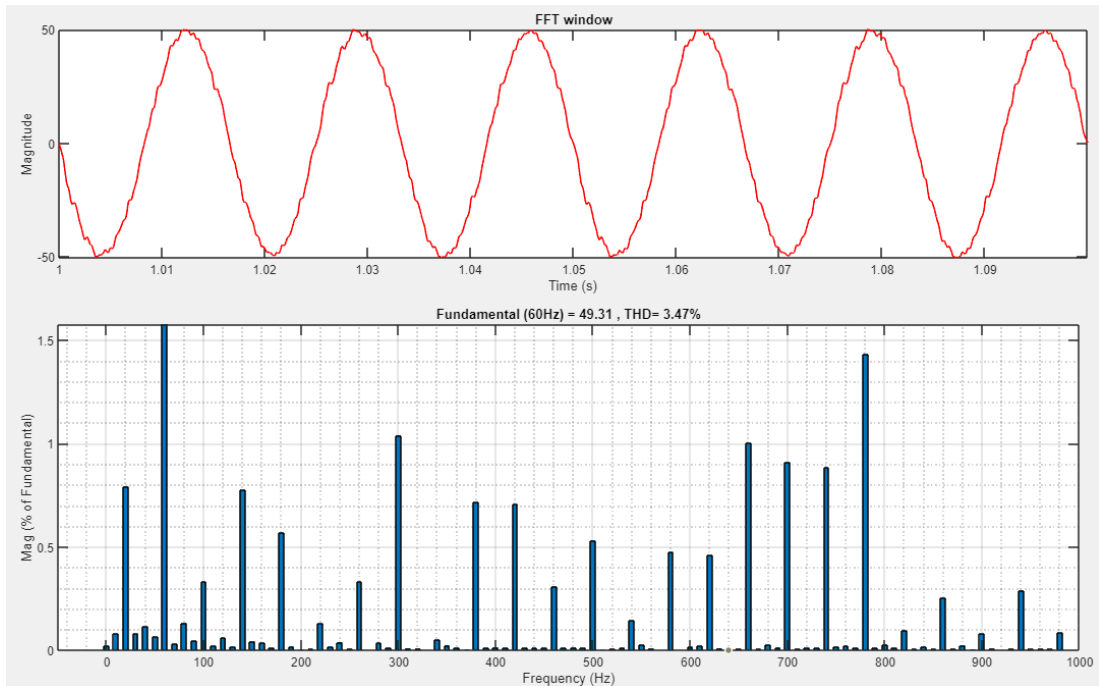 FFT window
50
0
-50
Magnitude
1 1.01 1.02 1.03 1.04 1.05 1.06 1.07 1.08 1.09
Time (s)
Fundamental (60Hz) = 49.31 , THD= 3.47%
1.5
1
0.5
0
Mag (% of Fundamental)
0 100 200 300 400 500 600 700 800 900 1000
Frequency (Hz)